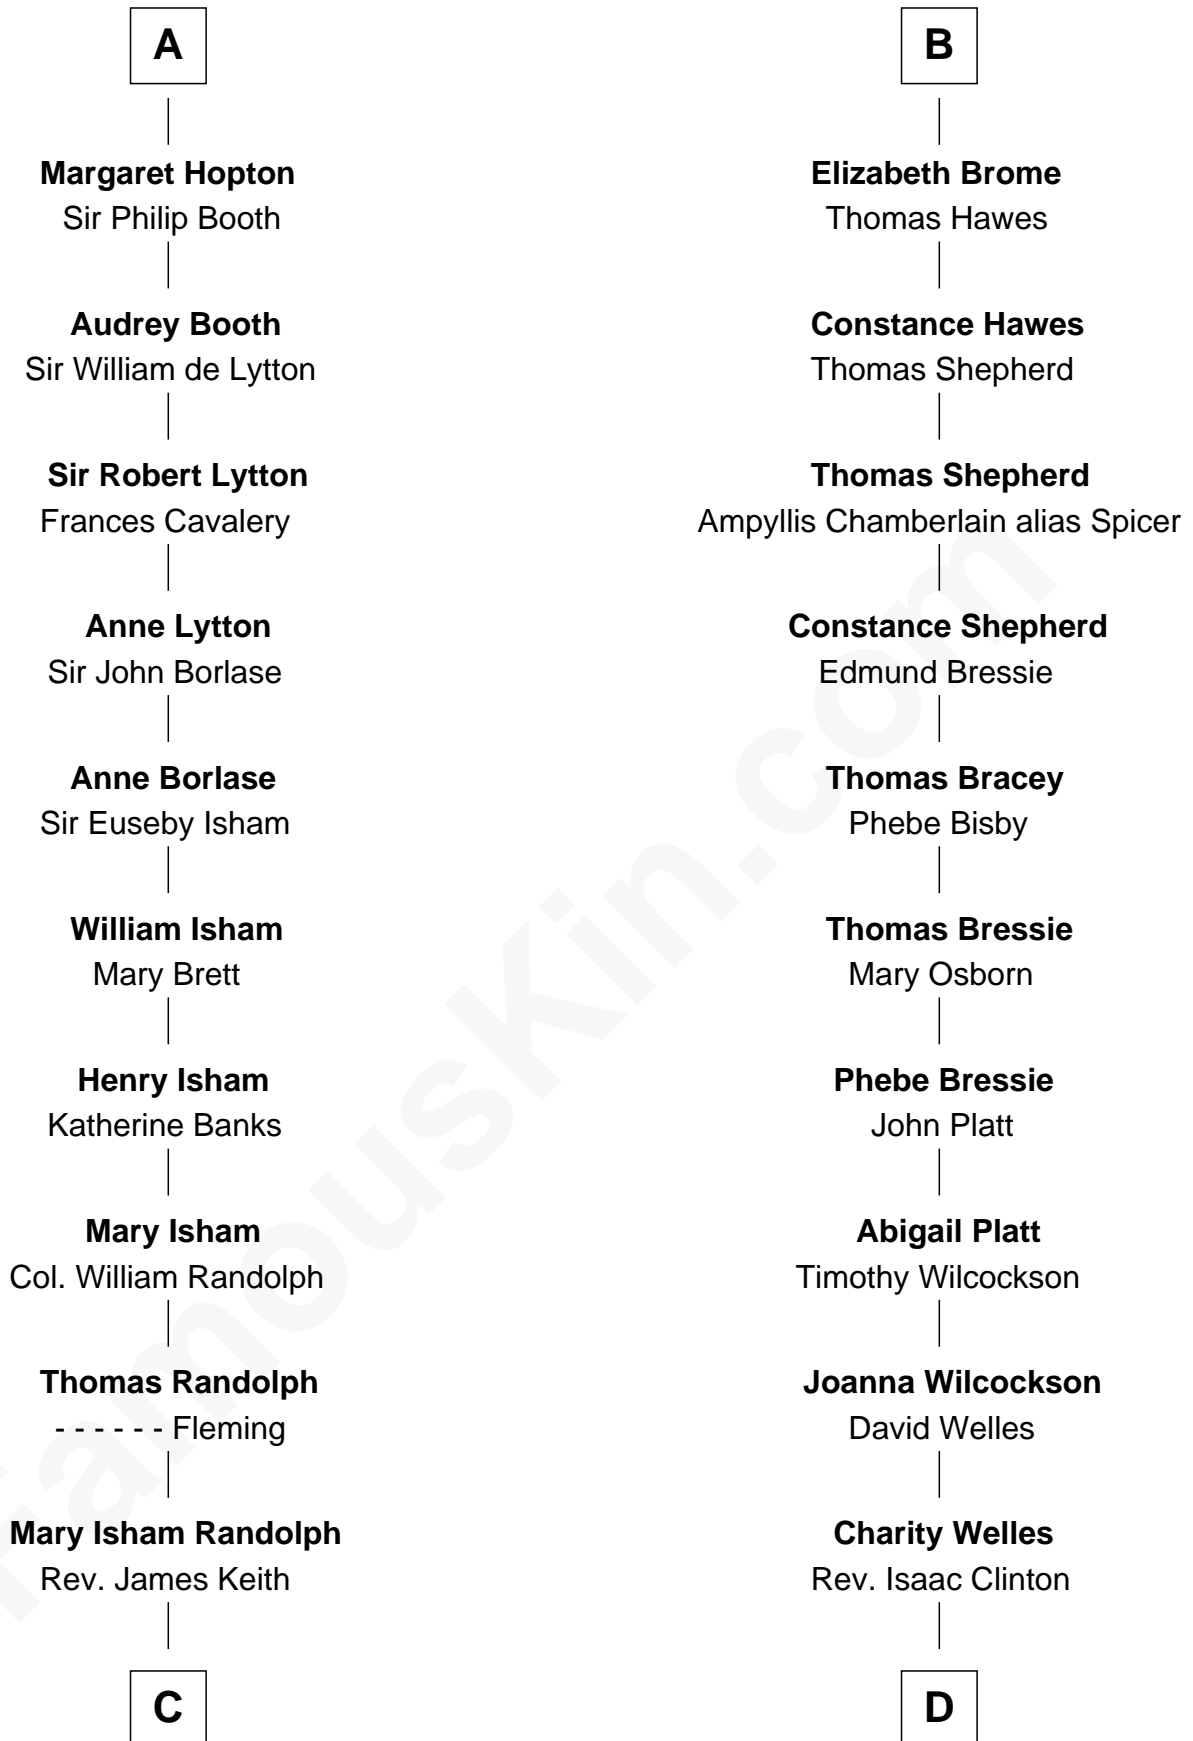 A
Margaret Hopton
Sir Philip Booth
Audrey Booth
Sir William de Lytton
Sir Robert Lytton
Frances Cavalery
Anne Lytton
Sir John Borlase
Anne Borlase
Sir Euseby Isham
William Isham
Mary Brett
Henry Isham
Katherine Banks
Mary Isham
Col. William Randolph
Thomas Randolph
- - - - - - Fleming
Mary Isham Randolph
Rev. James Keith
C
B
Elizabeth Brome
Thomas Hawes
Constance Hawes
Thomas Shepherd
Thomas Shepherd
Ampyllis Chamberlain alias Spicer
Constance Shepherd
Edmund Bressie
Thomas Bracey
Phebe Bisby
Thomas Bressie
Mary Osborn
Phebe Bressie
John Platt
Abigail Platt
Timothy Wilcockson
Joanna Wilcockson
David Welles
Charity Welles
Rev. Isaac Clinton
D
FamousKin.com